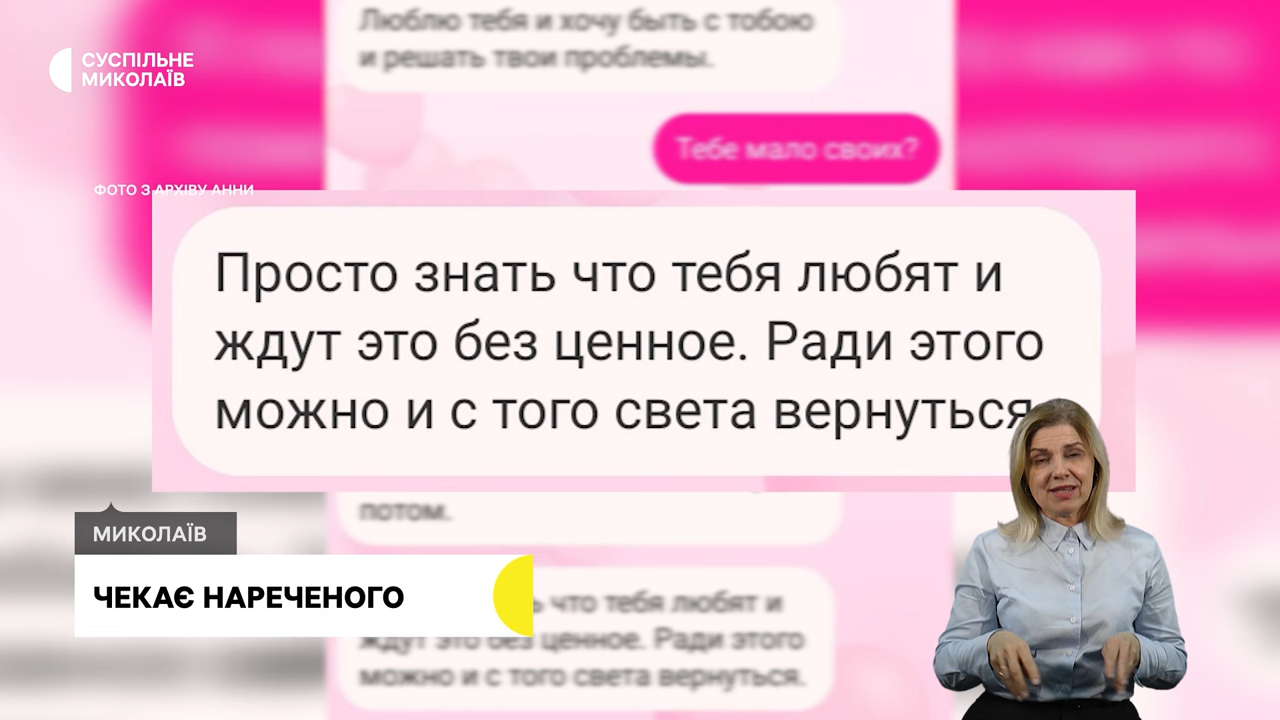 СУСПІЛЬНЕ
МИКОЛАЇВ
Люблю тебя и хочу быть с тобою
и решать твои проблемы.
Тебе мало своих?
ФОТО З АРХІВУ АННИ
Просто знать что тебя любят и
ждут это без ценное. Ради этого
можно и с того света вернуться
потом.
МИКОЛАЇВ
ЧЕКАЄ НАРЕЧЕНОГО
что тебя любят и
ждут это без ценное. Ради этого
можно и с того света вернуться.